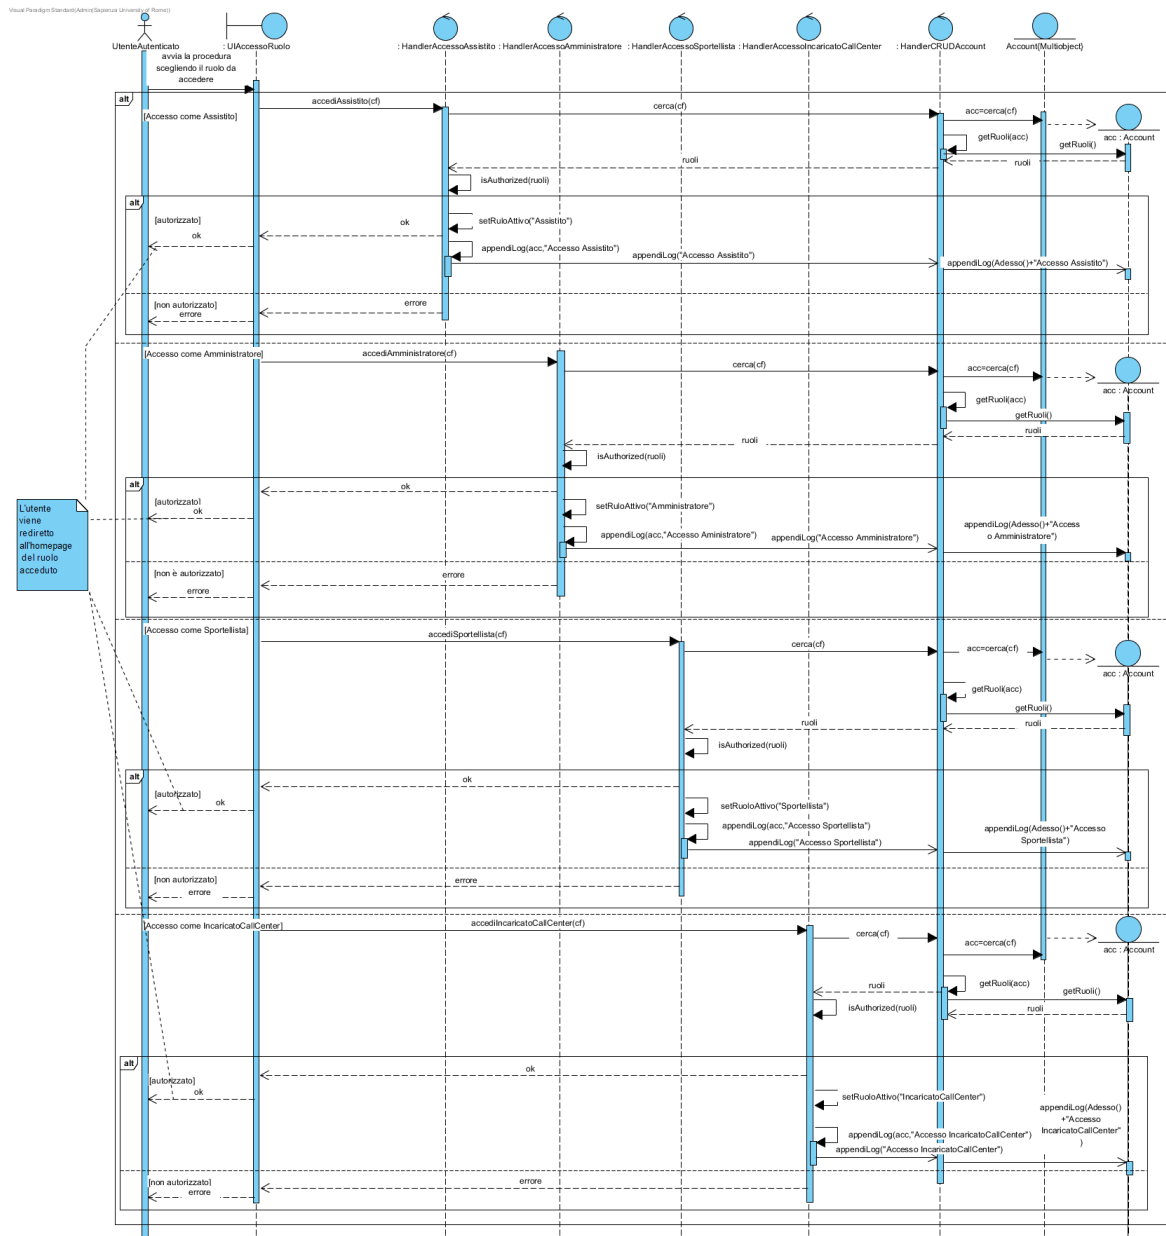 Visual Paradigm Standard(Admin(Sapienza University of Rome))
UtenteAutenticato
: UIAccessoRuolo
: HandlerAccessoAssistito
: HandlerAccessoAmministratore
: HandlerAccessoSportellista
: HandlerAccessoIncaricatoCallCenter
: HandlerCRUDAccount
Account(Multiobject)
avvia la procedura
scegliendo il ruolo da
accedere
alt
[Accesso come Assistito]
accediAssistito(cf)
cerca(cf)
acc=cerca(cf)
acc : Account
getRuoli(acc)
getRuoli()
ruoli
ruoli
isAuthorized(ruoli)
alt
[autorizzato]
setRuloAttivo("Assistito")
ok
ok
appendiLog(acc,"Accesso Assistito")
appendiLog("Accesso Assistito")
appendiLog(Adesso()+"Accesso Assistito")
[non autorizzato]
errore
errore
[Accesso come Amministratore]
accediAmministratore(cf)
cerca(cf)
acc=cerca(cf)
acc : Account
getRuoli(acc)
getRuoli()
ruoli
ruoli
isAuthorized(ruoli)
alt
ok
[autorizzato]
ok
setRuloAttivo("Amministratore")
appendiLog(acc,"Accesso Aministratore")
appendiLog("Accesso Amministratore")
appendiLog(Adesso()+"Access
o Amministratore")
L'utente
viene
rediretto
all'homepage
del ruolo
acceduto
[non è autorizzato]
errore
errore
[Accesso come Sportellista]
accediSportellista(cf)
cerca(cf)
acc=cerca(cf)
acc : Account
getRuoli(acc)
getRuoli()
ruoli
ruoli
isAuthorized(ruoli)
alt
ok
[autorizzato]
ok
setRuoloAttivo("Sportellista")
appendiLog(acc,"Accesso Sportellista")
appendiLog("Accesso Sportellista")
appendiLog(Adesso()+"Accesso
Sportellista")
[non autorizzato]
errore
errore
[Accesso come IncaricatoCallCenter]
accediIncaricatoCallCenter(cf)
cerca(cf)
acc=cerca(cf)
acc : Account
getRuoli(acc)
getRuoli()
ruoli
ruoli
isAuthorized(ruoli)
alt
ok
[autorizzato]
ok
setRuoloAttivo("IncaricatoCallCenter")
appendiLog(acc,"Accesso IncaricatoCallCenter")
appendiLog("Accesso IncaricatoCallCenter")
appendiLog(Adesso()
+"Accesso
IncaricatoCallCenter"
)
[non autorizzato]
errore
errore